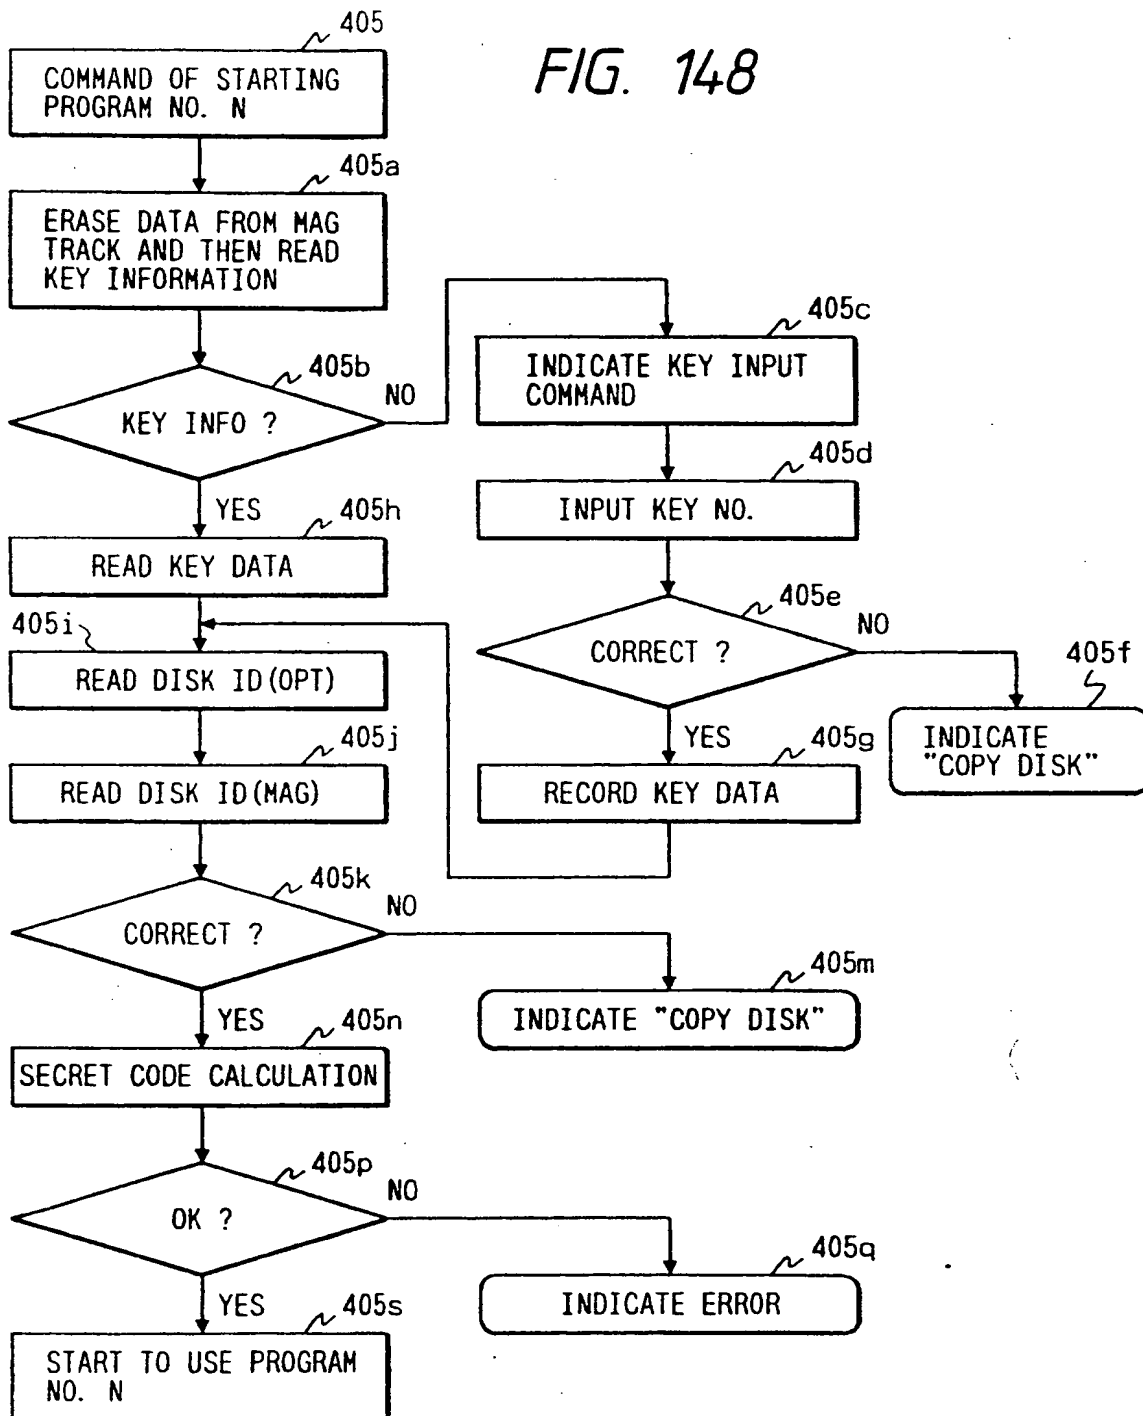 FIG. 148
405
COMMAND OF STARTING
PROGRAM NO. N
405a
ERASE DATA FROM MAG
TRACK AND THEN READ
KEY INFORMATION
405b
KEY INFO ?
NO
YES
405c
INDICATE KEY INPUT
COMMAND
405d
INPUT KEY NO.
405e
CORRECT ?
NO
YES
405f
INDICATE
"COPY DISK"
405g
RECORD KEY DATA
405h
READ KEY DATA
405i
READ DISK ID(OPT)
405j
READ DISK ID(MAG)
405k
CORRECT ?
NO
YES
405m
INDICATE "COPY DISK"
405n
SECRET CODE CALCULATION
405p
OK ?
NO
YES
405q
INDICATE ERROR
405s
START TO USE PROGRAM
NO. N